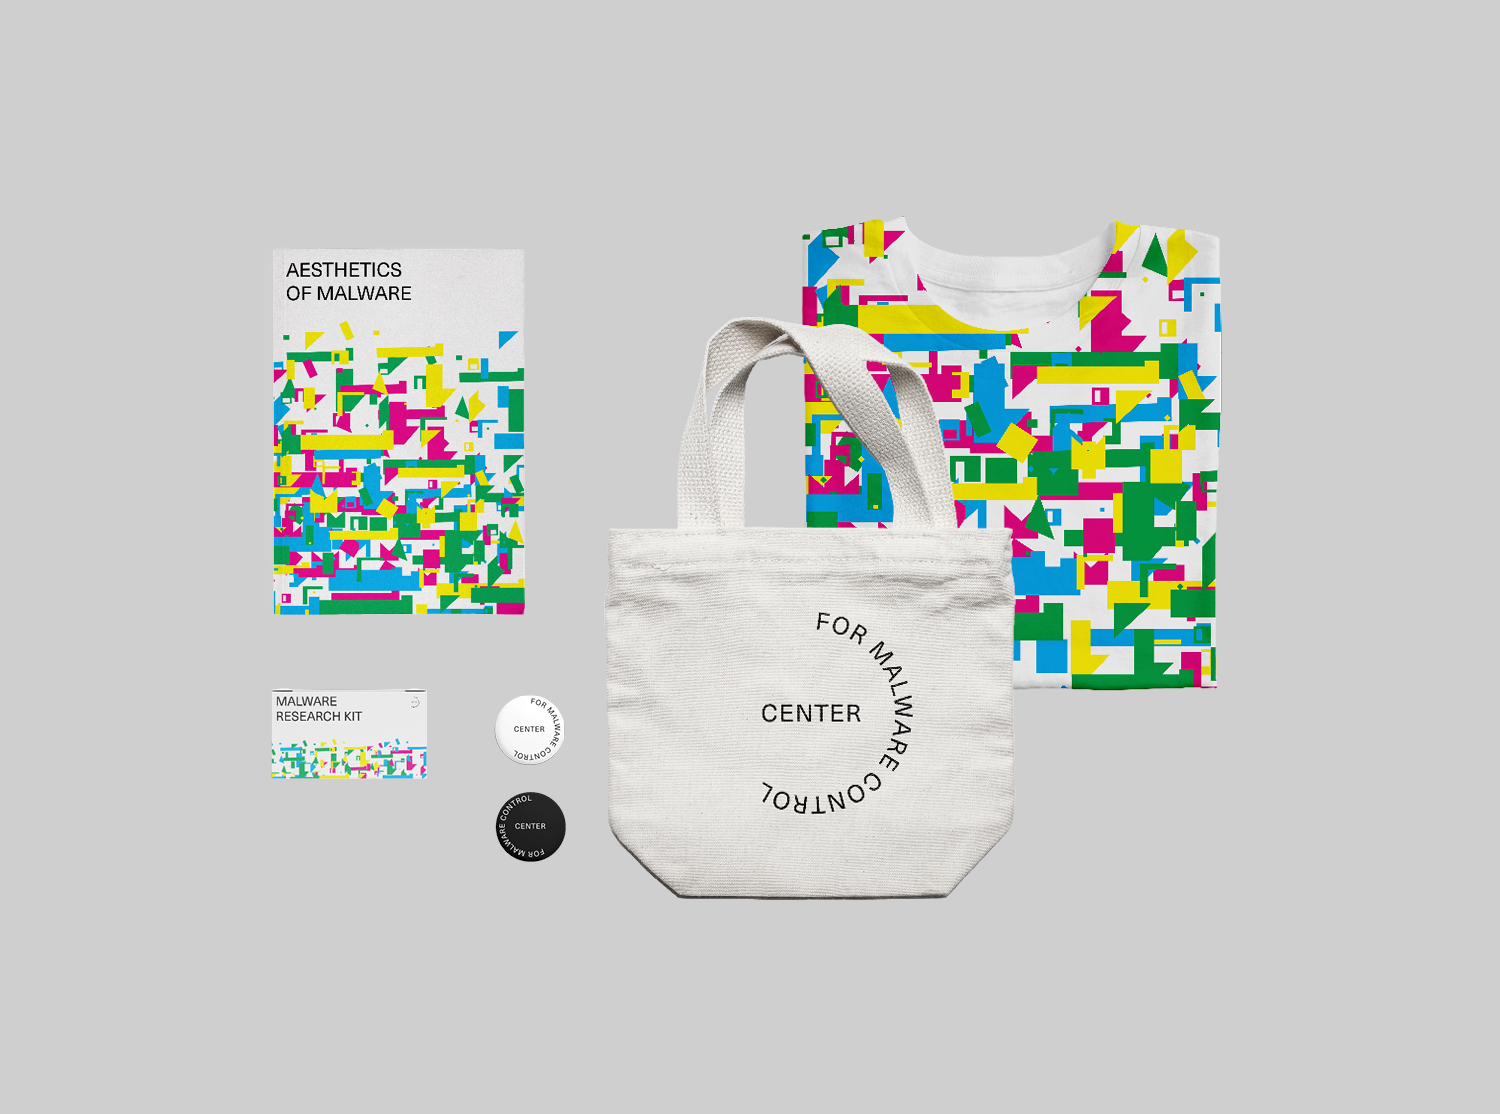 AESTHETICS
OF MALWARE
MALWARE
RESEARCH KIT
CENTER
FOR MALWARE CONTROL
CENTER
FOR MALWARE CONTROL
CENTER
FOR MALWARE CONTROL